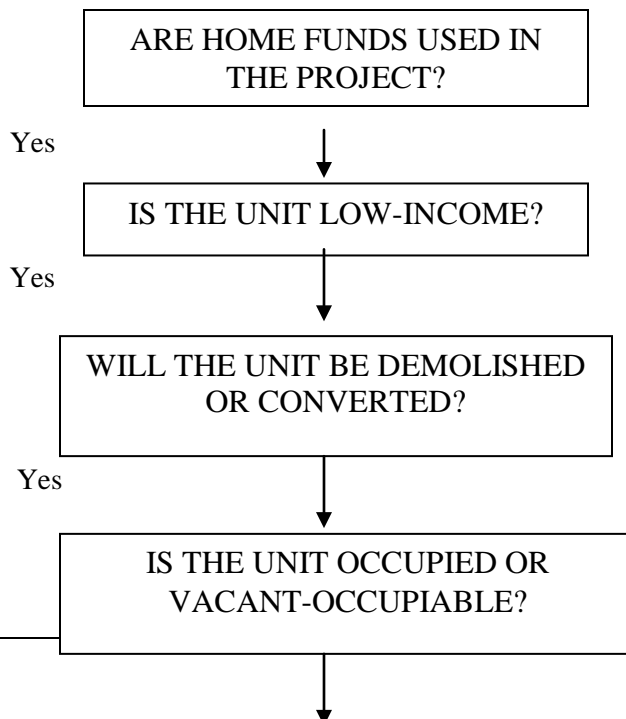 ARE HOME FUNDS USED IN
THE PROJECT?
Yes
IS THE UNIT LOW-INCOME?
Yes
WILL THE UNIT BE DEMOLISHED
OR CONVERTED?
Yes
IS THE UNIT OCCUPIED OR
VACANT-OCCUPIABLE?